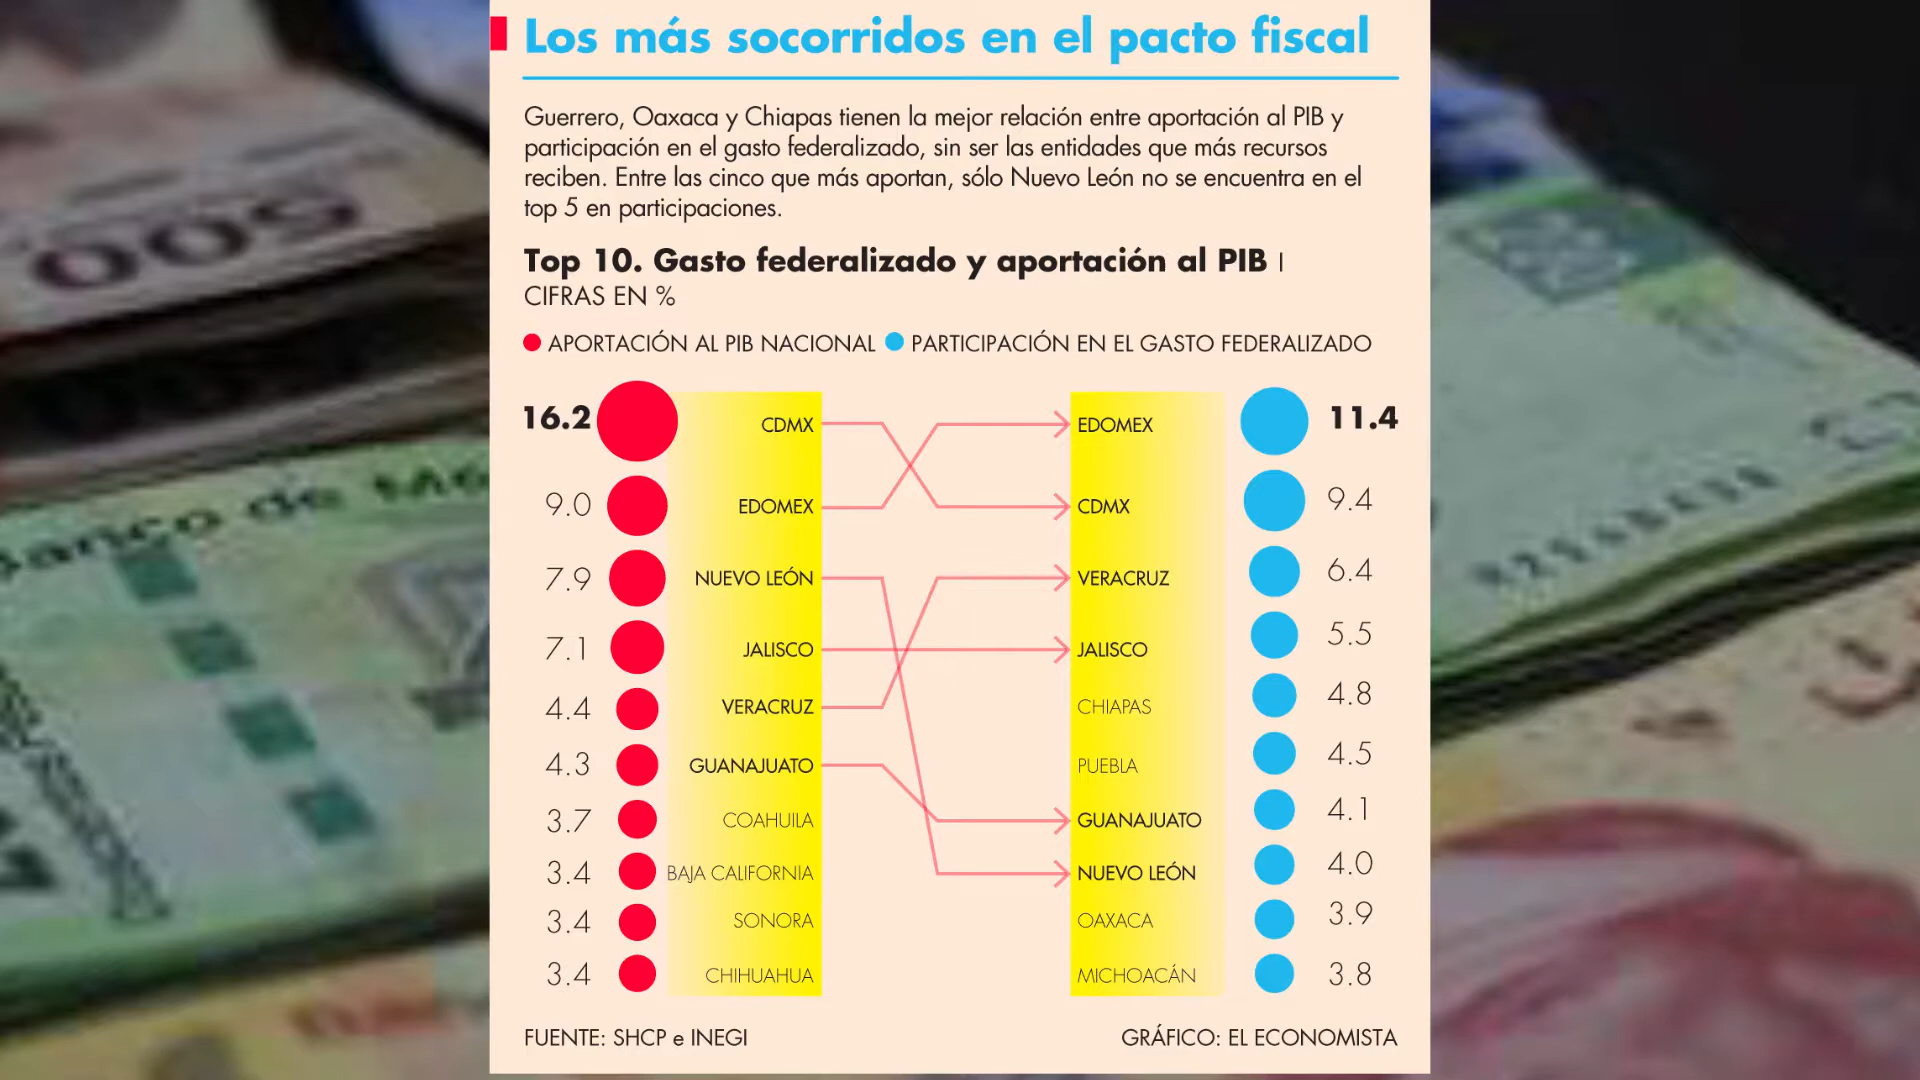 Los más socorridos en el pacto fiscal
Guerrero, Oaxaca y Chiapas tienen la mejor relación entre aportación al PIB y
participación en el gasto federalizado, sin ser las entidades que más recursos
reciben. Entre las cinco que más aportan, sólo Nuevo León no se encuentra en el
top 5 en participaciones.
Top 10. Gasto federalizado y aportación al PIB |
CIFRAS EN %
APORTACIÓN AL PIB NACIONAL PARTICIPACIÓN EN EL GASTO FEDERALIZADO
16.2 CDMX EDOMEX 11.4
9.0 EDOMEX CDMX 9.4
7.9 NUEVO LEÓN VERACRUZ 6.4
7.1 JALISCO JALISCO 5.5
4.4 VERACRUZ CHIAPAS 4.8
4.3 GUANAJUATO PUEBLA 4.5
3.7 COAHUILA GUANAJUATO 4.1
3.4 BAJA CALIFORNIA NUEVO LEÓN 4.0
3.4 SONORA OAXACA 3.9
3.4 CHIHUAHUA MICHOACÁN 3.8
FUENTE: SHCP e INEGI GRÁFICO: EL ECONOMISTA
500
Banco de Mé